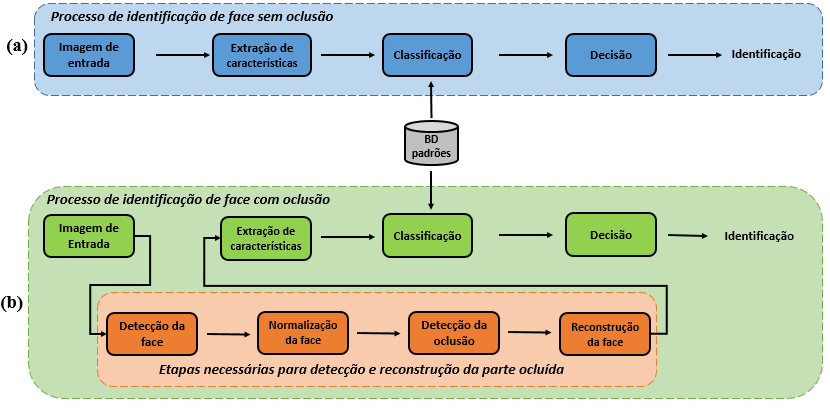 Processo de identificação de face sem oclusão
(a)
Imagem de
entrada
Extração de
características
Classificação
Decisão
Identificação
BD
padrões
Processo de identificação de face com oclusão
Imagem de
Entrada
Extração de
características
Classificação
Decisão
Identificação
(b)
Detecção da
face
Normalização
da face
Detecção da
oclusão
Reconstrução
da face
Etapas necessárias para detecção e reconstrução da parte ocluída